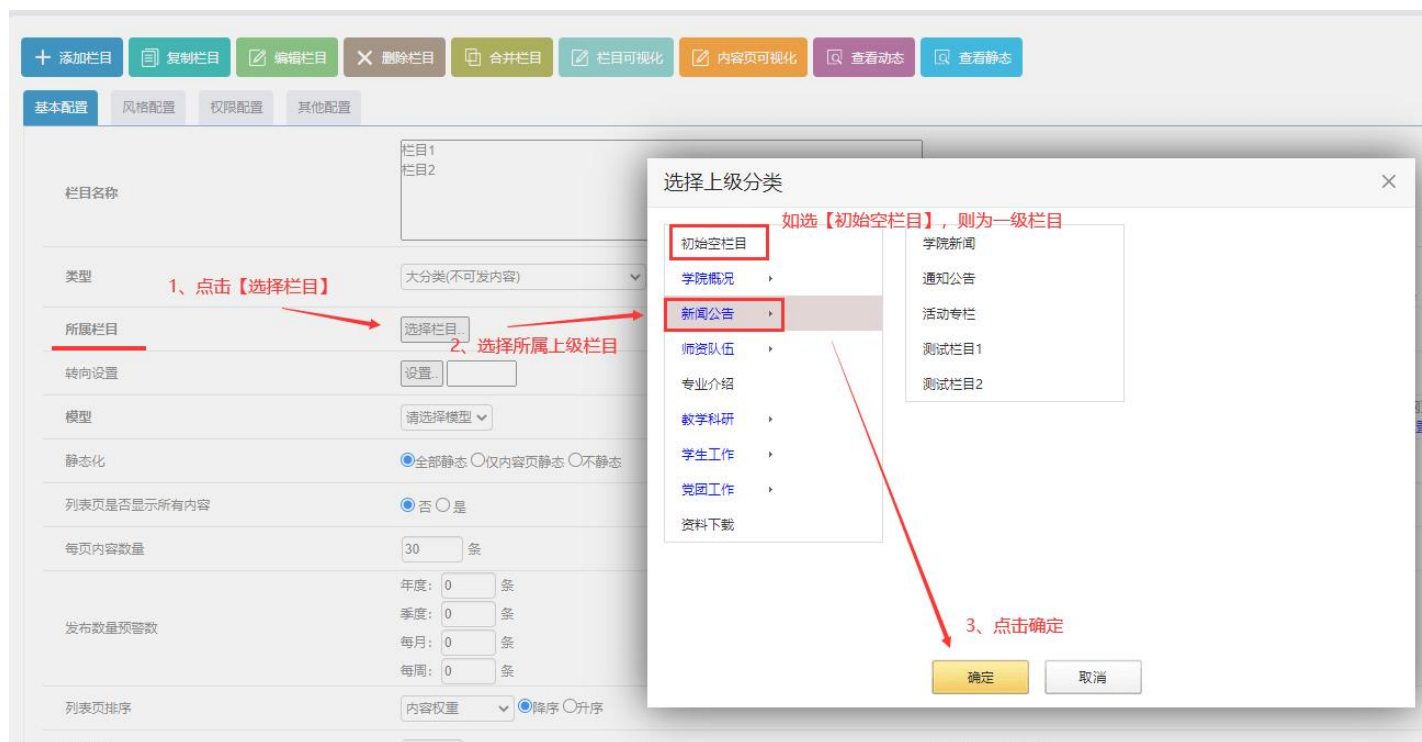 添加栏目 复制栏目 编辑栏目 删除栏目 合并栏目 栏目可视化 内容页可视化 查看动态 查看静态
基本配置 风格配置 权限配置 其他配置
栏目名称
栏目1
栏目2
类型 大分类(不可发内容)
1、点击【选择栏目】
所属栏目 选择栏目..
2、选择所属上级栏目
转向设置 设置..
模型 请选择模型
静态化 全部静态 仅内容页静态 不静态
列表页是否显示所有内容 否 是
每页内容数量 30 条
发布数量预警数
年度: 0 条
季度: 0 条
每月: 0 条
每周: 0 条
列表页排序 内容权重 降序 升序
选择上级分类
如选【初始空栏目】，则为一级栏目
初始空栏目
学院概况
新闻公告
师资队伍
专业介绍
教学科研
学生工作
党团工作
资料下载
学院新闻
通知公告
活动专栏
测试栏目1
测试栏目2
3、点击确定
确定 取消